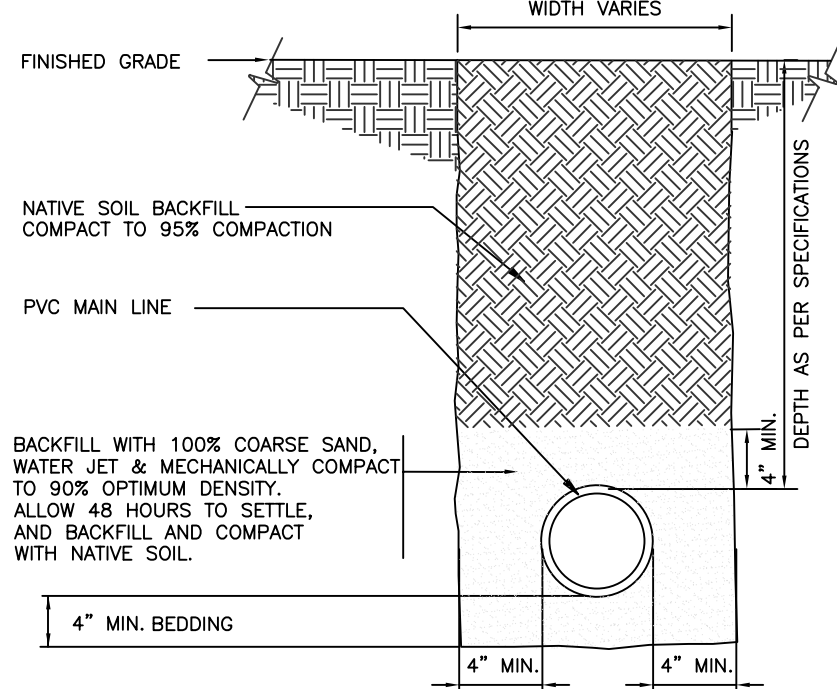 WIDTH VARIES
FINISHED GRADE
NATIVE SOIL BACKFILL
COMPACT TO 95% COMPACTION
PVC MAIN LINE
DEPTH AS PER SPECIFICATIONS
4" MIN.
BACKFILL WITH 100% COARSE SAND,
WATER JET & MECHANICALLY COMPACT
TO 90% OPTIMUM DENSITY.
ALLOW 48 HOURS TO SETTLE,
AND BACKFILL AND COMPACT
WITH NATIVE SOIL.
4" MIN. BEDDING
4" MIN.
4" MIN.